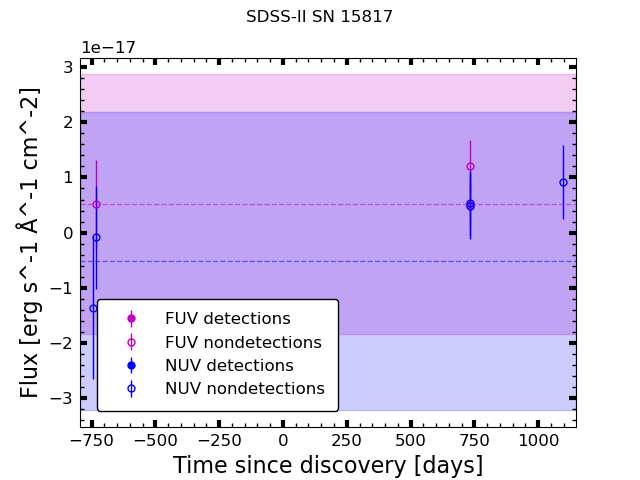 SDSS-II SN 15817
1e−17
3
2
1
0
−1
−2
−3
Flux [erg s^-1 Å^-1 cm^-2]
FUV detections
FUV nondetections
NUV detections
NUV nondetections
−750 −500 −250 0 250 500 750 1000
Time since discovery [days]